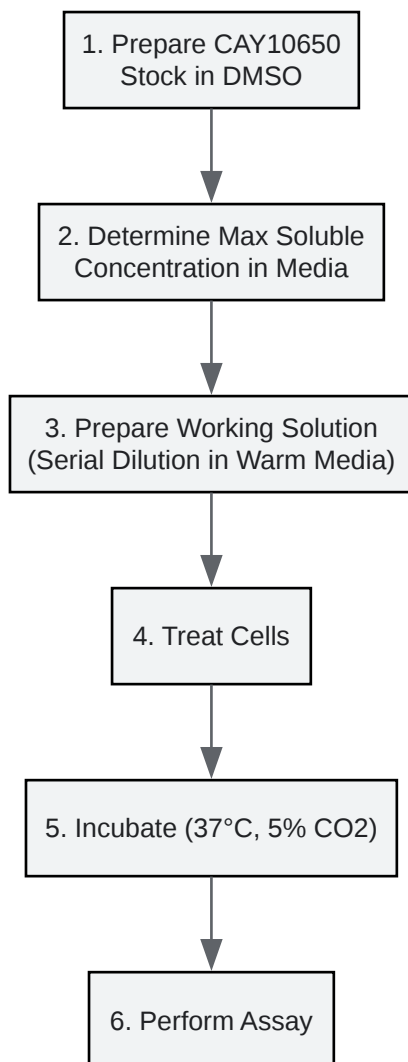 1. Prepare CAY10650
Stock in DMSO
2. Determine Max Soluble
Concentration in Media
3. Prepare Working Solution
(Serial Dilution in Warm Media)
4. Treat Cells
5. Incubate (37°C, 5% CO2)
6. Perform Assay